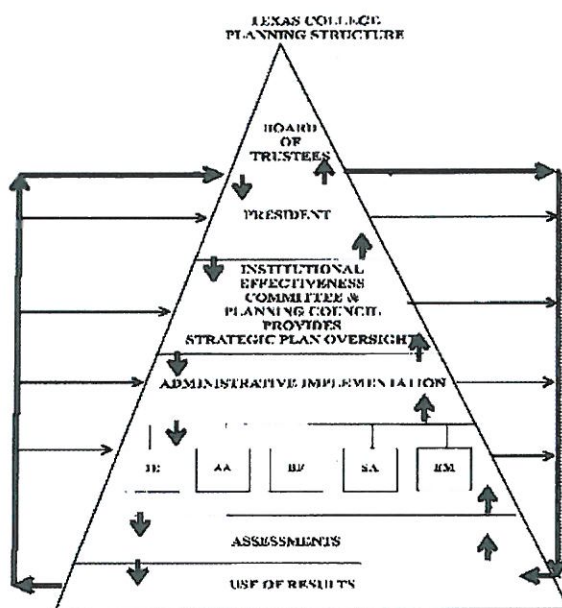 TEXAS COLLEGE
PLANNING STRUCTURE
BOARD
OF
TRUSTEES
PRESIDENT
INSTITUTIONAL
EFFECTIVENESS
COMMITTEE &
PLANNING COUNCIL
PROVIDES
STRATEGIC PLAN OVERSIGHT
ADMINISTRATIVE IMPLEMENTATION
IE AA BF SA EM
ASSESSMENTS
USE OF RESULTS